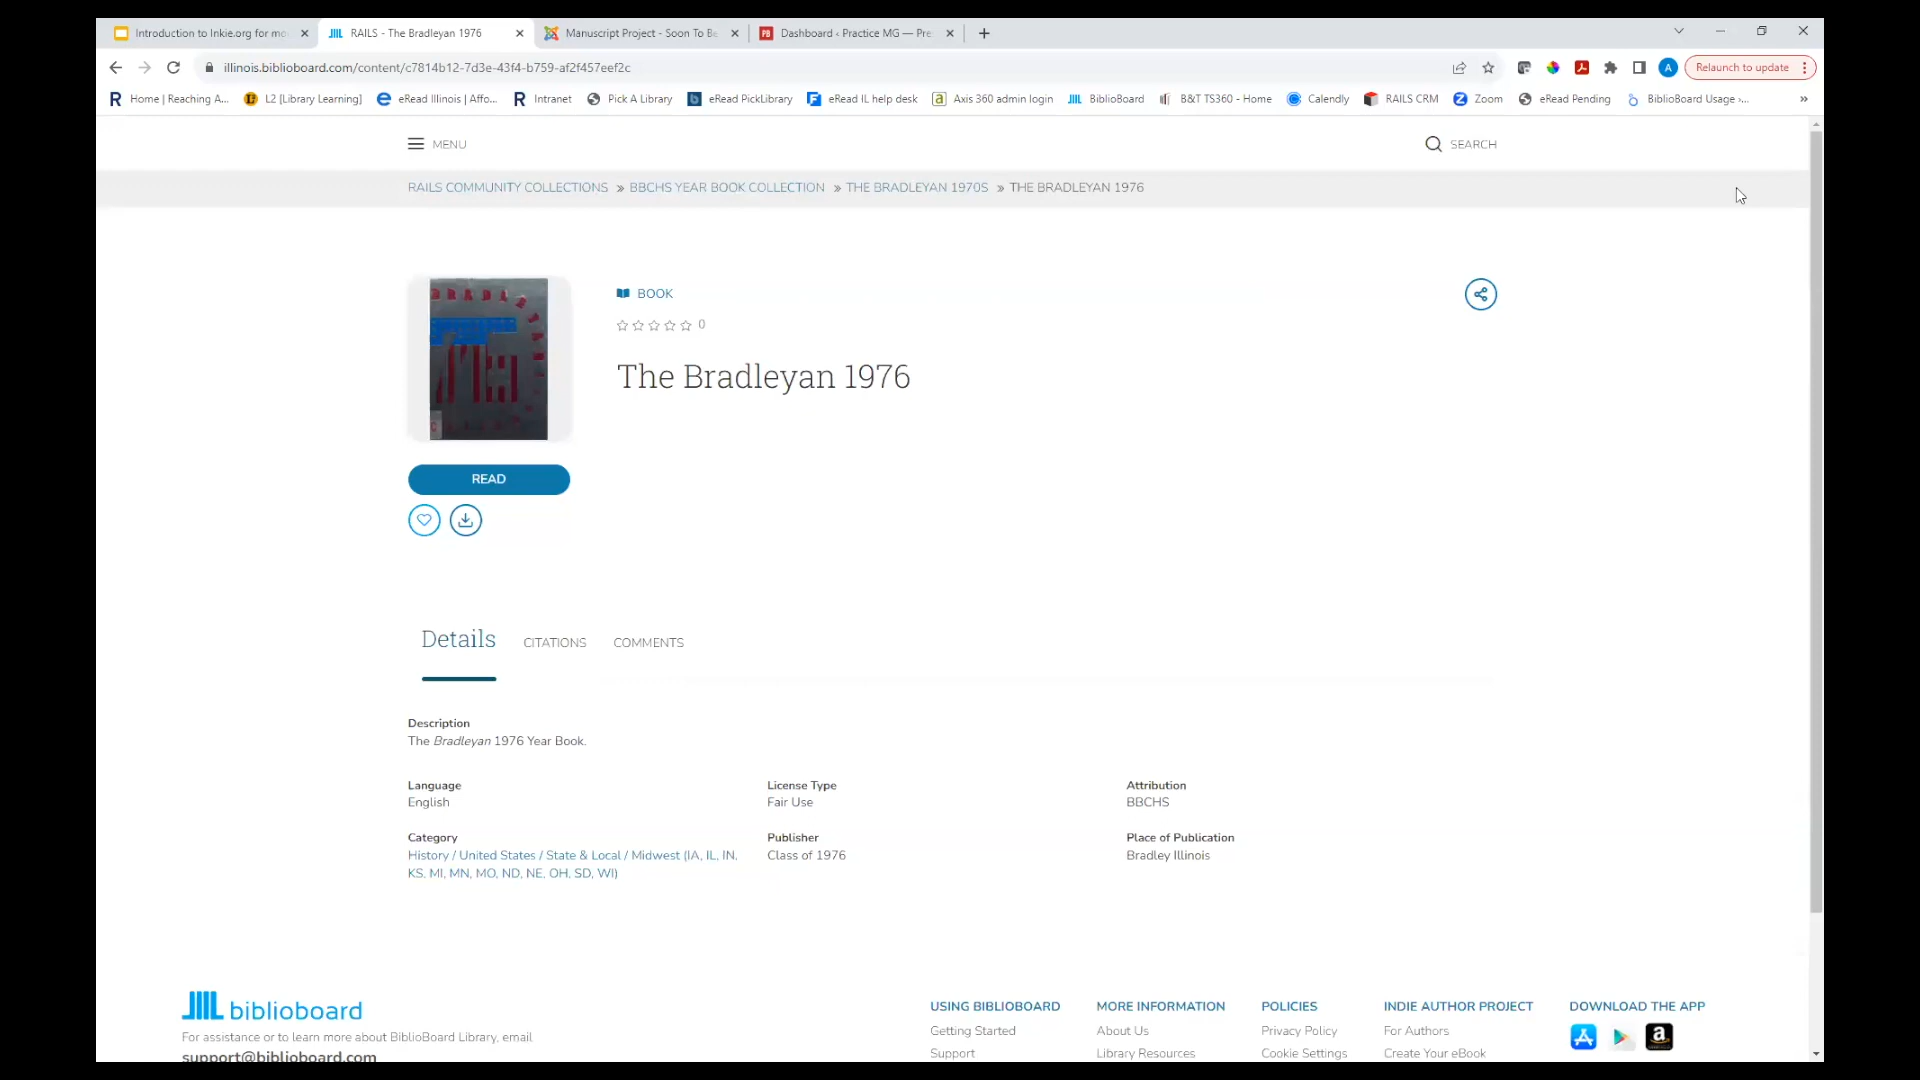 Introduction to Inkie.org for mo
RAILS - The Bradleyan 1976
Manuscript Project - Soon To Be
Dashboard ‹ Practice MG — Pre
illinois.biblioboard.com/content/c7814b12-7d3e-43f4-b759-af2f457eef2c
A
Relaunch to update
Home | Reaching A...
L2 [Library Learning]
eRead Illinois | Affo...
Intranet
Pick A Library
eRead PickLibrary
eRead IL help desk
Axis 360 admin login
BiblioBoard
B&T TS360 - Home
Calendly
RAILS CRM
Zoom
eRead Pending
BiblioBoard Usage ›...
»
MENU
SEARCH
RAILS COMMUNITY COLLECTIONS » BBCHS YEAR BOOK COLLECTION » THE BRADLEYAN 1970S » THE BRADLEYAN 1976
BOOK
0
The Bradleyan 1976
READ
Details
CITATIONS
COMMENTS
Description
The Bradleyan 1976 Year Book.
Language
English
License Type
Fair Use
Attribution
BBCHS
Category
History / United States / State & Local / Midwest (IA, IL, IN,
KS, MI, MN, MO, ND, NE, OH, SD, WI)
Publisher
Class of 1976
Place of Publication
Bradley Illinois
biblioboard
For assistance or to learn more about BiblioBoard Library, email
support@biblioboard.com
USING BIBLIOBOARD
Getting Started
Support
MORE INFORMATION
About Us
Library Resources
POLICIES
Privacy Policy
Cookie Settings
INDIE AUTHOR PROJECT
For Authors
Create Your eBook
DOWNLOAD THE APP